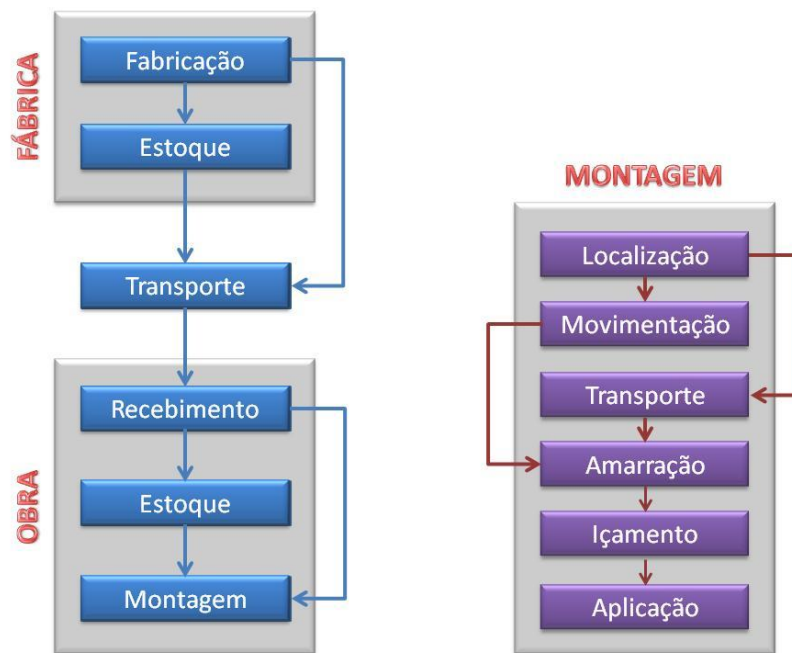 FÁBRICA
Fabricação
Estoque
Transporte
OBRA
Recebimento
Estoque
Montagem
MONTAGEM
Localização
Movimentação
Transporte
Amarração
Içamento
Aplicação